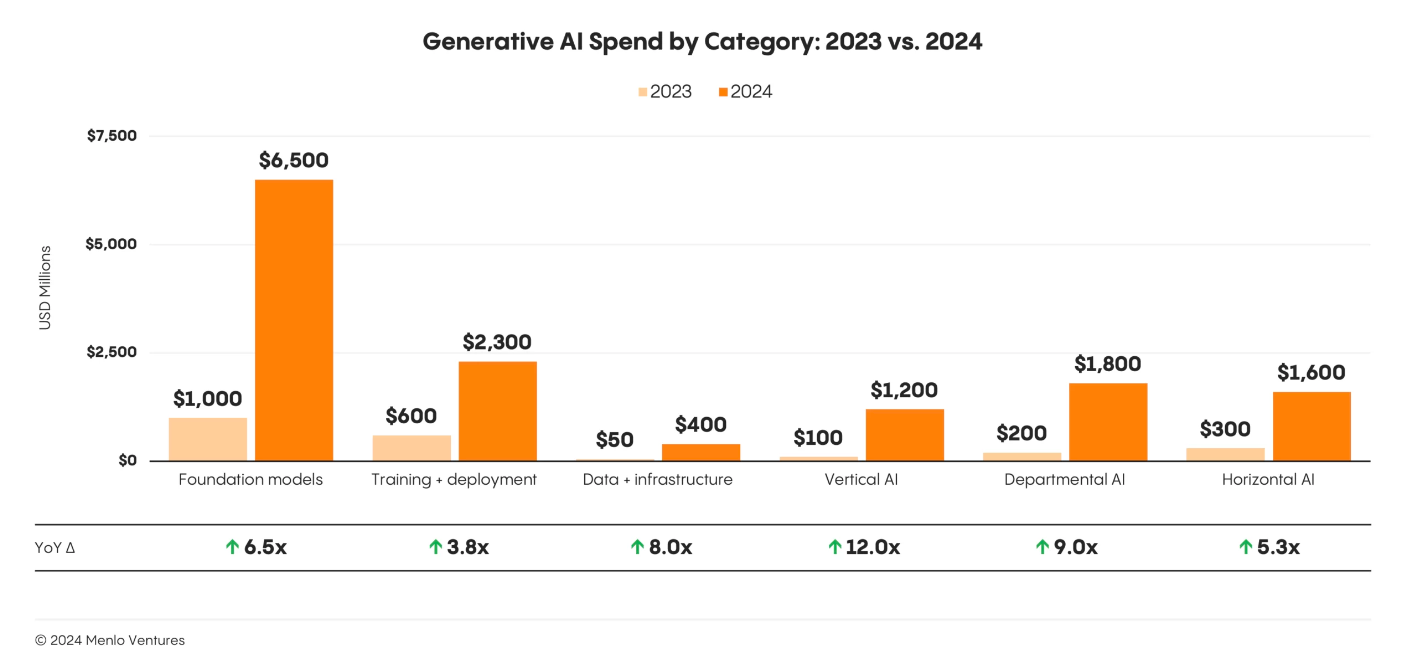 Generative AI Spend by Category: 2023 vs. 2024
2023 2024
USD Millions
$7,500
$5,000
$2,500
$0
$1,000 $6,500
$600 $2,300
$50 $400
$100 $1,200
$200 $1,800
$300 $1,600
Foundation models Training + deployment Data + infrastructure Vertical AI Departmental AI Horizontal AI
YoY Δ ↑ 6.5x ↑ 3.8x ↑ 8.0x ↑ 12.0x ↑ 9.0x ↑ 5.3x
© 2024 Menlo Ventures